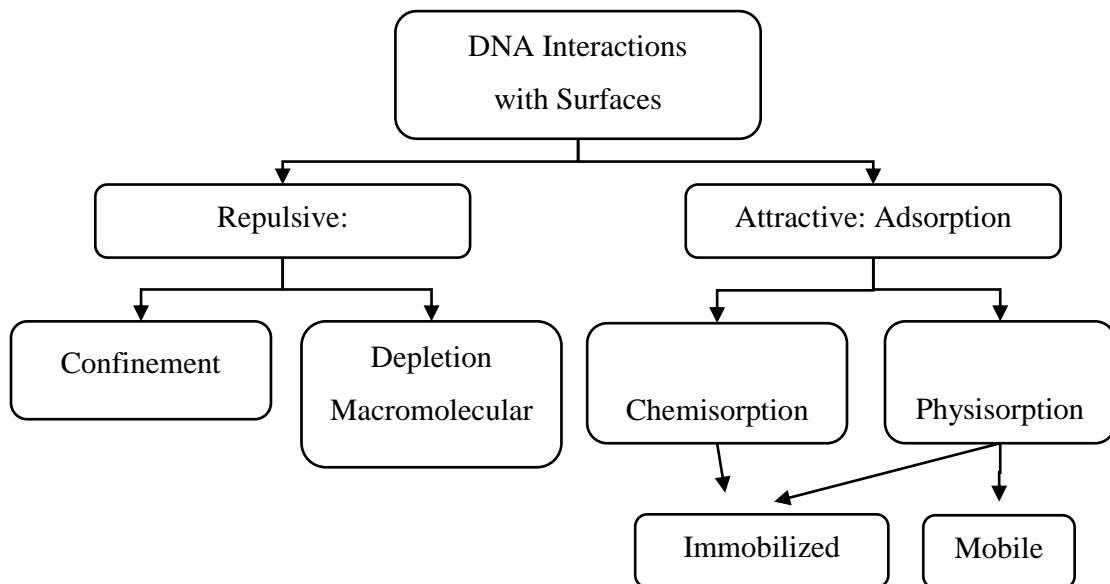 DNA Interactions
with Surfaces
Repulsive:
Attractive: Adsorption
Confinement
Depletion
Macromolecular
Chemisorption
Physisorption
Immobilized
Mobile